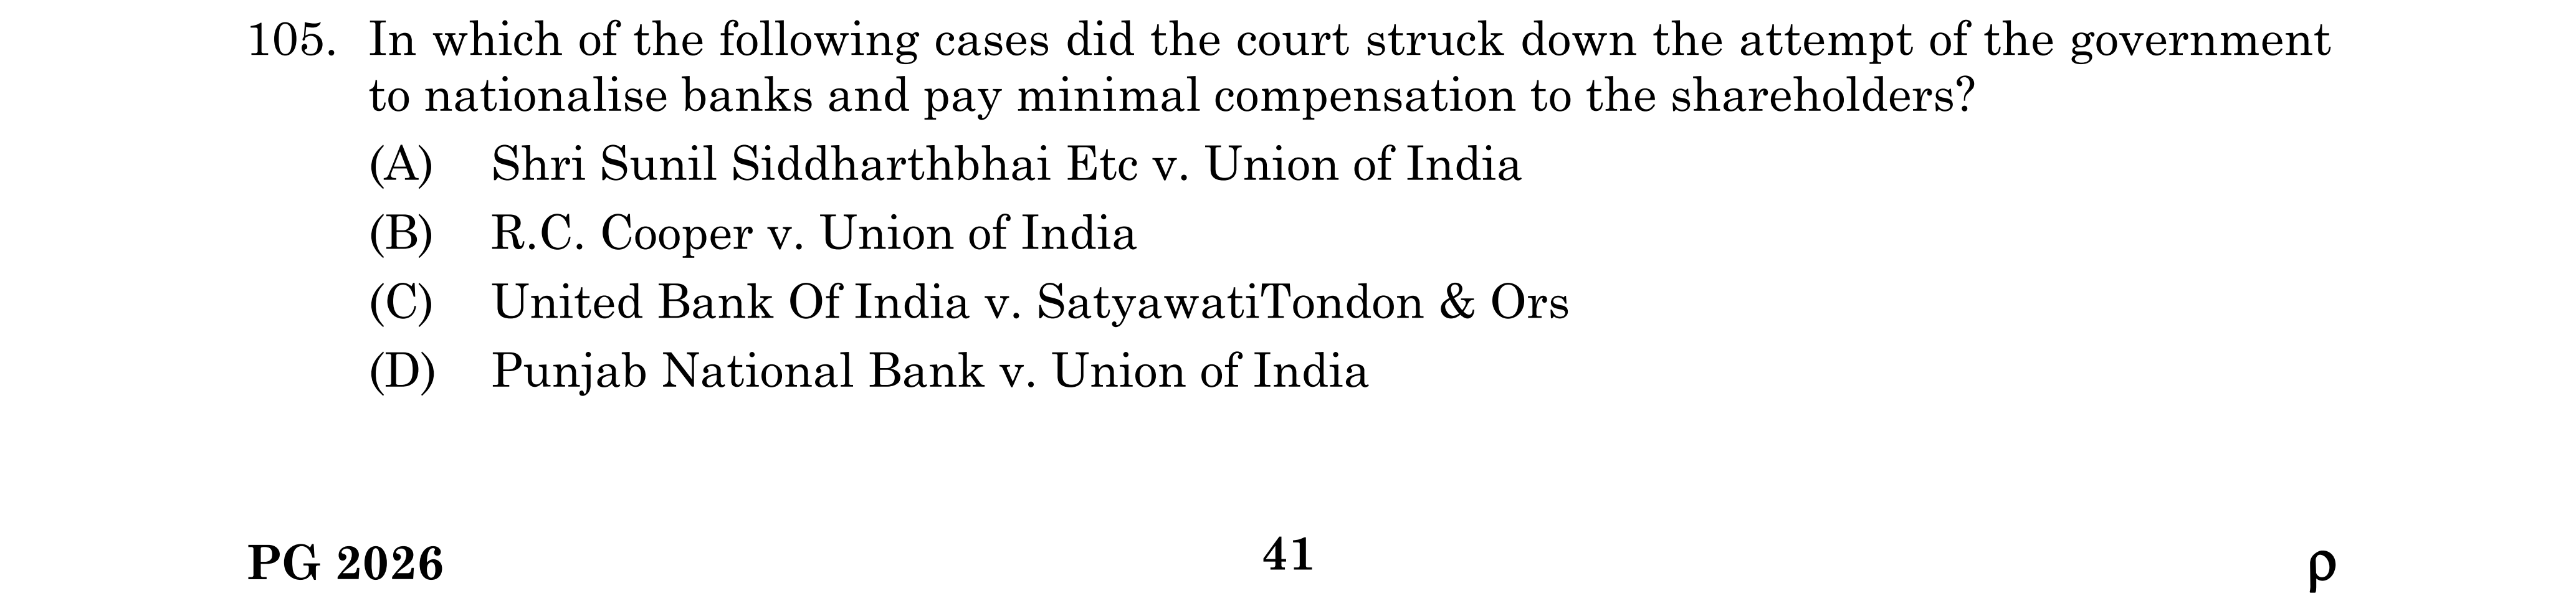 105. In which of the following cases did the court struck down the attempt of the government
to nationalise banks and pay minimal compensation to the shareholders?
(A) Shri Sunil Siddharthbhai Etc v. Union of India
(B) R.C. Cooper v. Union of India
(C) United Bank Of India v. SatyawatiTondon & Ors
(D) Punjab National Bank v. Union of India
PG 2026 41 ρ